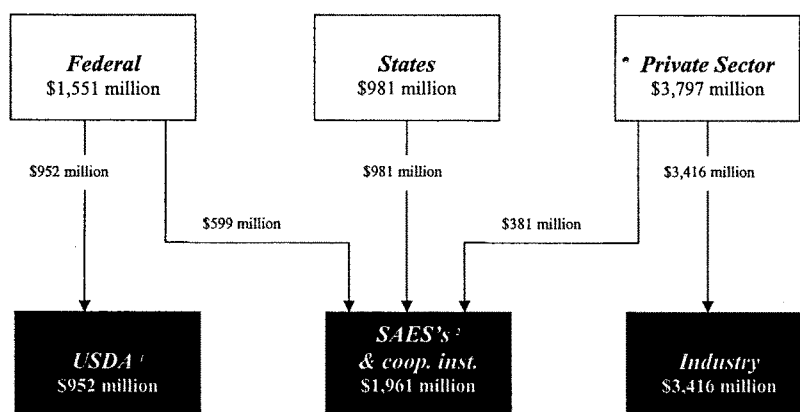 Federal
$1,551 million
States
$981 million
Private Sector
$3,797 million
$952 million
$981 million
$3,416 million
$599 million
$381 million
USDA 1
$952 million
SAES's 2
& coop. inst.
$1,961 million
Industry
$3,416 million